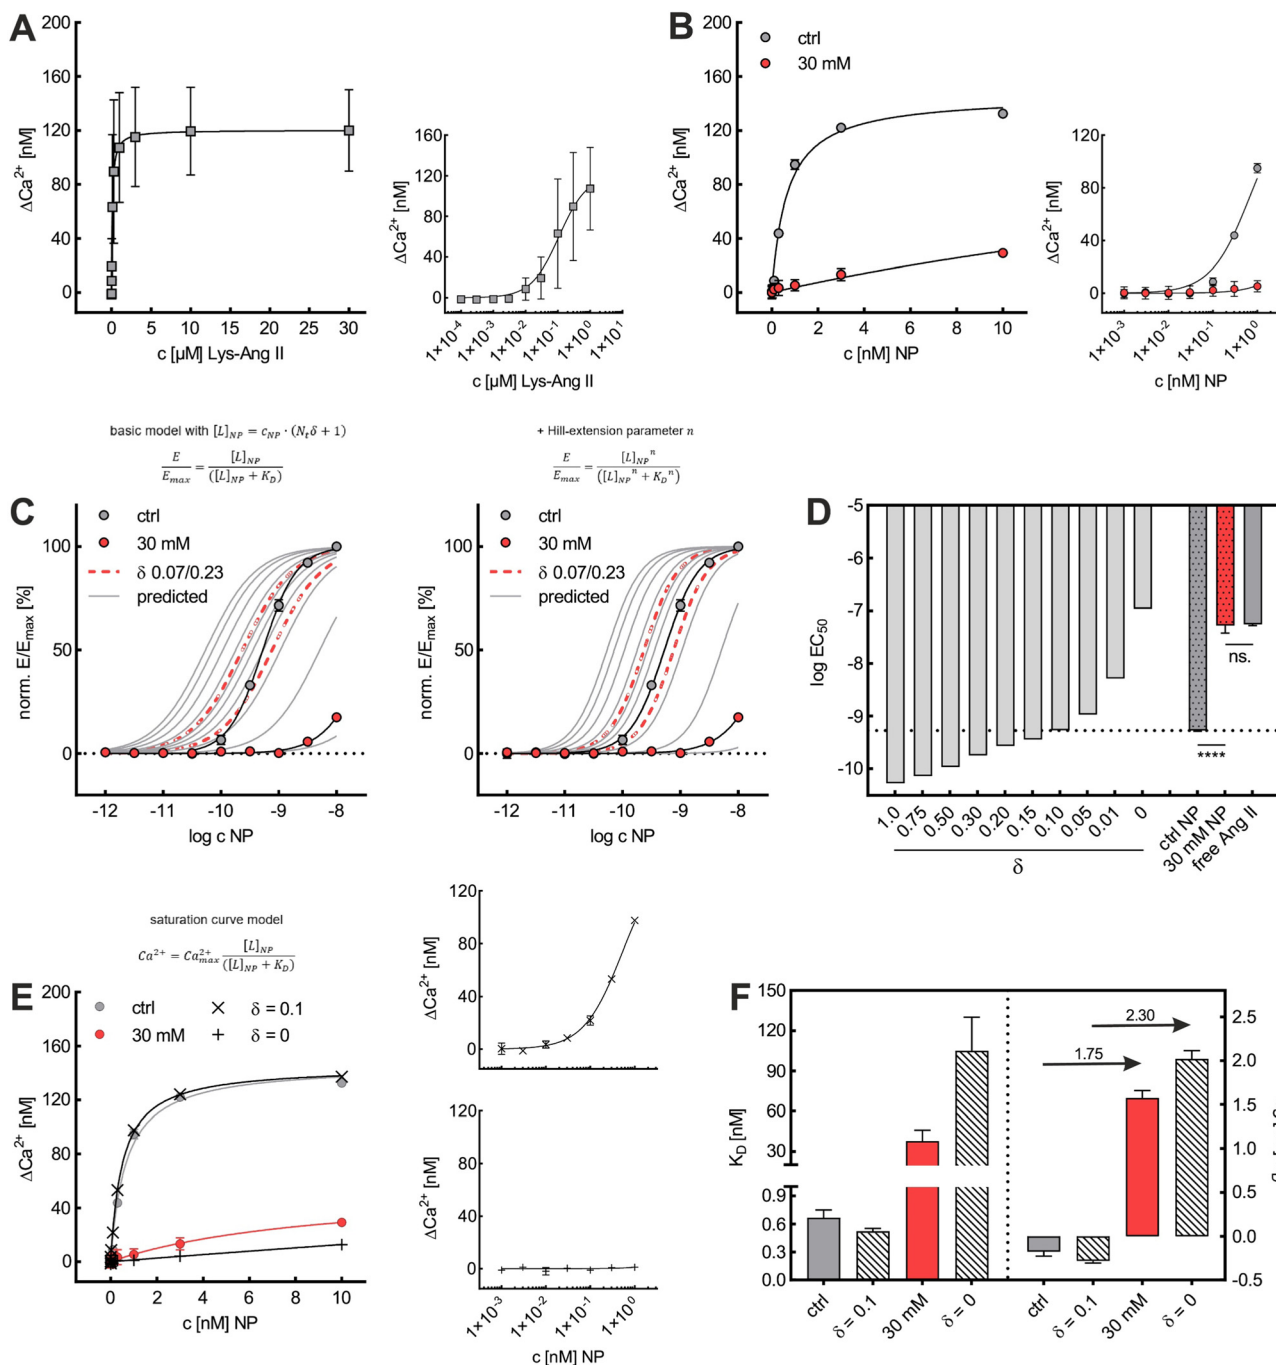 A
200
160
120
80
40
0
ΔCa²⁺ [nM]
0 5 10 15 20 25 30
c [µM] Lys-Ang II
160
120
80
40
0
ΔCa²⁺ [nM]
1×10⁻⁴ 1×10⁻³ 1×10⁻² 1×10⁻¹ 1×10⁰ 1×10¹
c [µM] Lys-Ang II
B
ctrl
30 mM
200
160
120
80
40
0
ΔCa²⁺ [nM]
0 2 4 6 8 10
c [nM] NP
120
80
40
0
ΔCa²⁺ [nM]
1×10⁻³ 1×10⁻² 1×10⁻¹ 1×10⁰
c [nM] NP
basic model with [L]NP = cNP · (Ntδ + 1)
E/Emax = [L]NP/([L]NP + KD)
+ Hill-extension parameter n
E/Emax = [L]NPⁿ/([L]NPⁿ + KDⁿ)
C
ctrl
30 mM
δ 0.07/0.23
predicted
100
50
0
norm. E/Emax [%]
-12 -11 -10 -9 -8
log c NP
ctrl
30 mM
δ 0.07/0.23
predicted
100
50
0
norm. E/Emax [%]
-12 -11 -10 -9 -8
log c NP
D
-5
-6
-7
-8
-9
-10
log EC50
ns.
****
1.0 0.75 0.50 0.30 0.20 0.15 0.10 0.05 0.01 0 ctrl NP 30 mM NP free Ang II
δ
saturation curve model
Ca²⁺ = Ca²⁺max [L]NP/([L]NP + KD)
E
ctrl
30 mM
δ = 0.1
δ = 0
200
160
120
80
40
0
ΔCa²⁺ [nM]
0 2 4 6 8 10
c [nM] NP
120
80
40
0
ΔCa²⁺ [nM]
120
80
40
0
ΔCa²⁺ [nM]
1×10⁻³ 1×10⁻² 1×10⁻¹ 1×10⁰
c [nM] NP
F
150
120
90
60
30
0.9
0.6
0.3
0.0
KD [nM]
2.30
1.75
2.5
2.0
1.5
1.0
0.5
0.0
-0.5
ctrl δ = 0.1 30 mM δ = 0 ctrl δ = 0.1 30 mM δ = 0